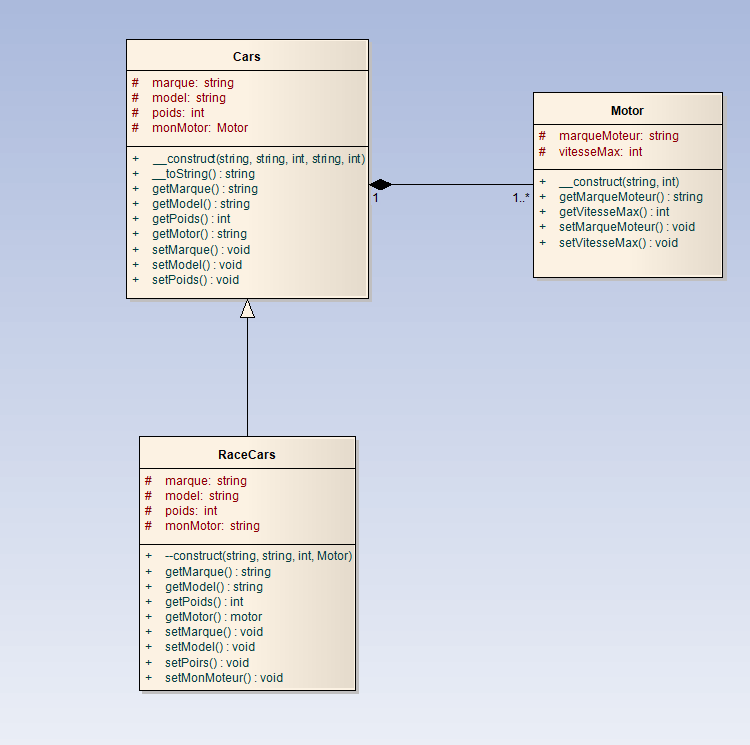 Cars
# marque: string
# model: string
# poids: int
# monMotor: Motor
+ __construct(string, string, int, string, int)
+ __toString() : string
+ getMarque() : string
+ getModel() : string
+ getPoids() : int
+ getMotor() : string
+ setMarque() : void
+ setModel() : void
+ setPoids() : void
1
1..*
Motor
# marqueMoteur: string
# vitesseMax: int
+ __construct(string, int)
+ getMarqueMoteur() : string
+ getVitesseMax() : int
+ setMarqueMoteur() : void
+ setVitesseMax() : void
RaceCars
# marque: string
# model: string
# poids: int
# monMotor: string
+ --construct(string, string, int, Motor)
+ getMarque() : string
+ getModel() : string
+ getPoids() : int
+ getMotor() : motor
+ setMarque() : void
+ setModel() : void
+ setPoirs() : void
+ setMonMoteur() : void